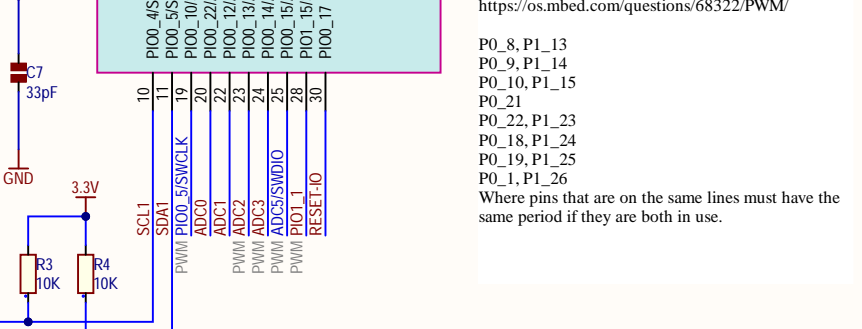 https://os.mbed.com/questions/68322/PWM/
P0_8, P1_13
P0_9, P1_14
P0_10, P1_15
P0_21
P0_22, P1_23
P0_18, P1_24
P0_19, P1_25
P0_1, P1_26
Where pins that are on the same lines must have the
same period if they are both in use.
PIO0_4/S
PIO0_5/S
PIO0_10/
PIO0_22/
PIO0_12/
PIO0_13/
PIO0_14/
PIO0_15/
PIO1_15/
PIO0_17
10
11
19
20
22
23
24
25
28
30
SCL1
SDA1
PWM PIO0_5/SWCLK
ADC0
ADC1
PWM ADC2
PWM ADC3
PWM ADC5/SWDIO
PWM PIO1_1
RESET-IO
C7
33pF
GND
3.3V
R3
10K
R4
10K